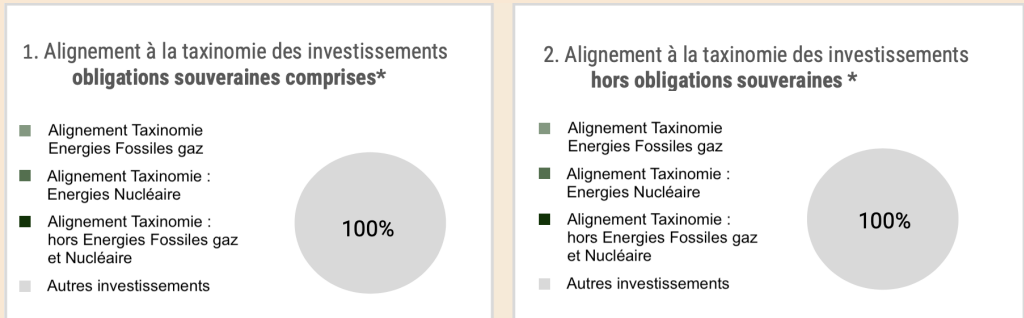 1. Alignement à la taxinomie des investissements
obligations souveraines comprises*
Alignement Taxinomie
Energies Fossiles gaz
Alignement Taxinomie :
Energies Nucléaire
Alignement Taxinomie :
hors Energies Fossiles gaz
et Nucléaire
Autres investissements
100%
2. Alignement à la taxinomie des investissements
hors obligations souveraines *
Alignement Taxinomie
Energies Fossiles gaz
Alignement Taxinomie :
Energies Nucléaire
Alignement Taxinomie :
hors Energies Fossiles gaz
et Nucléaire
Autres investissements
100%